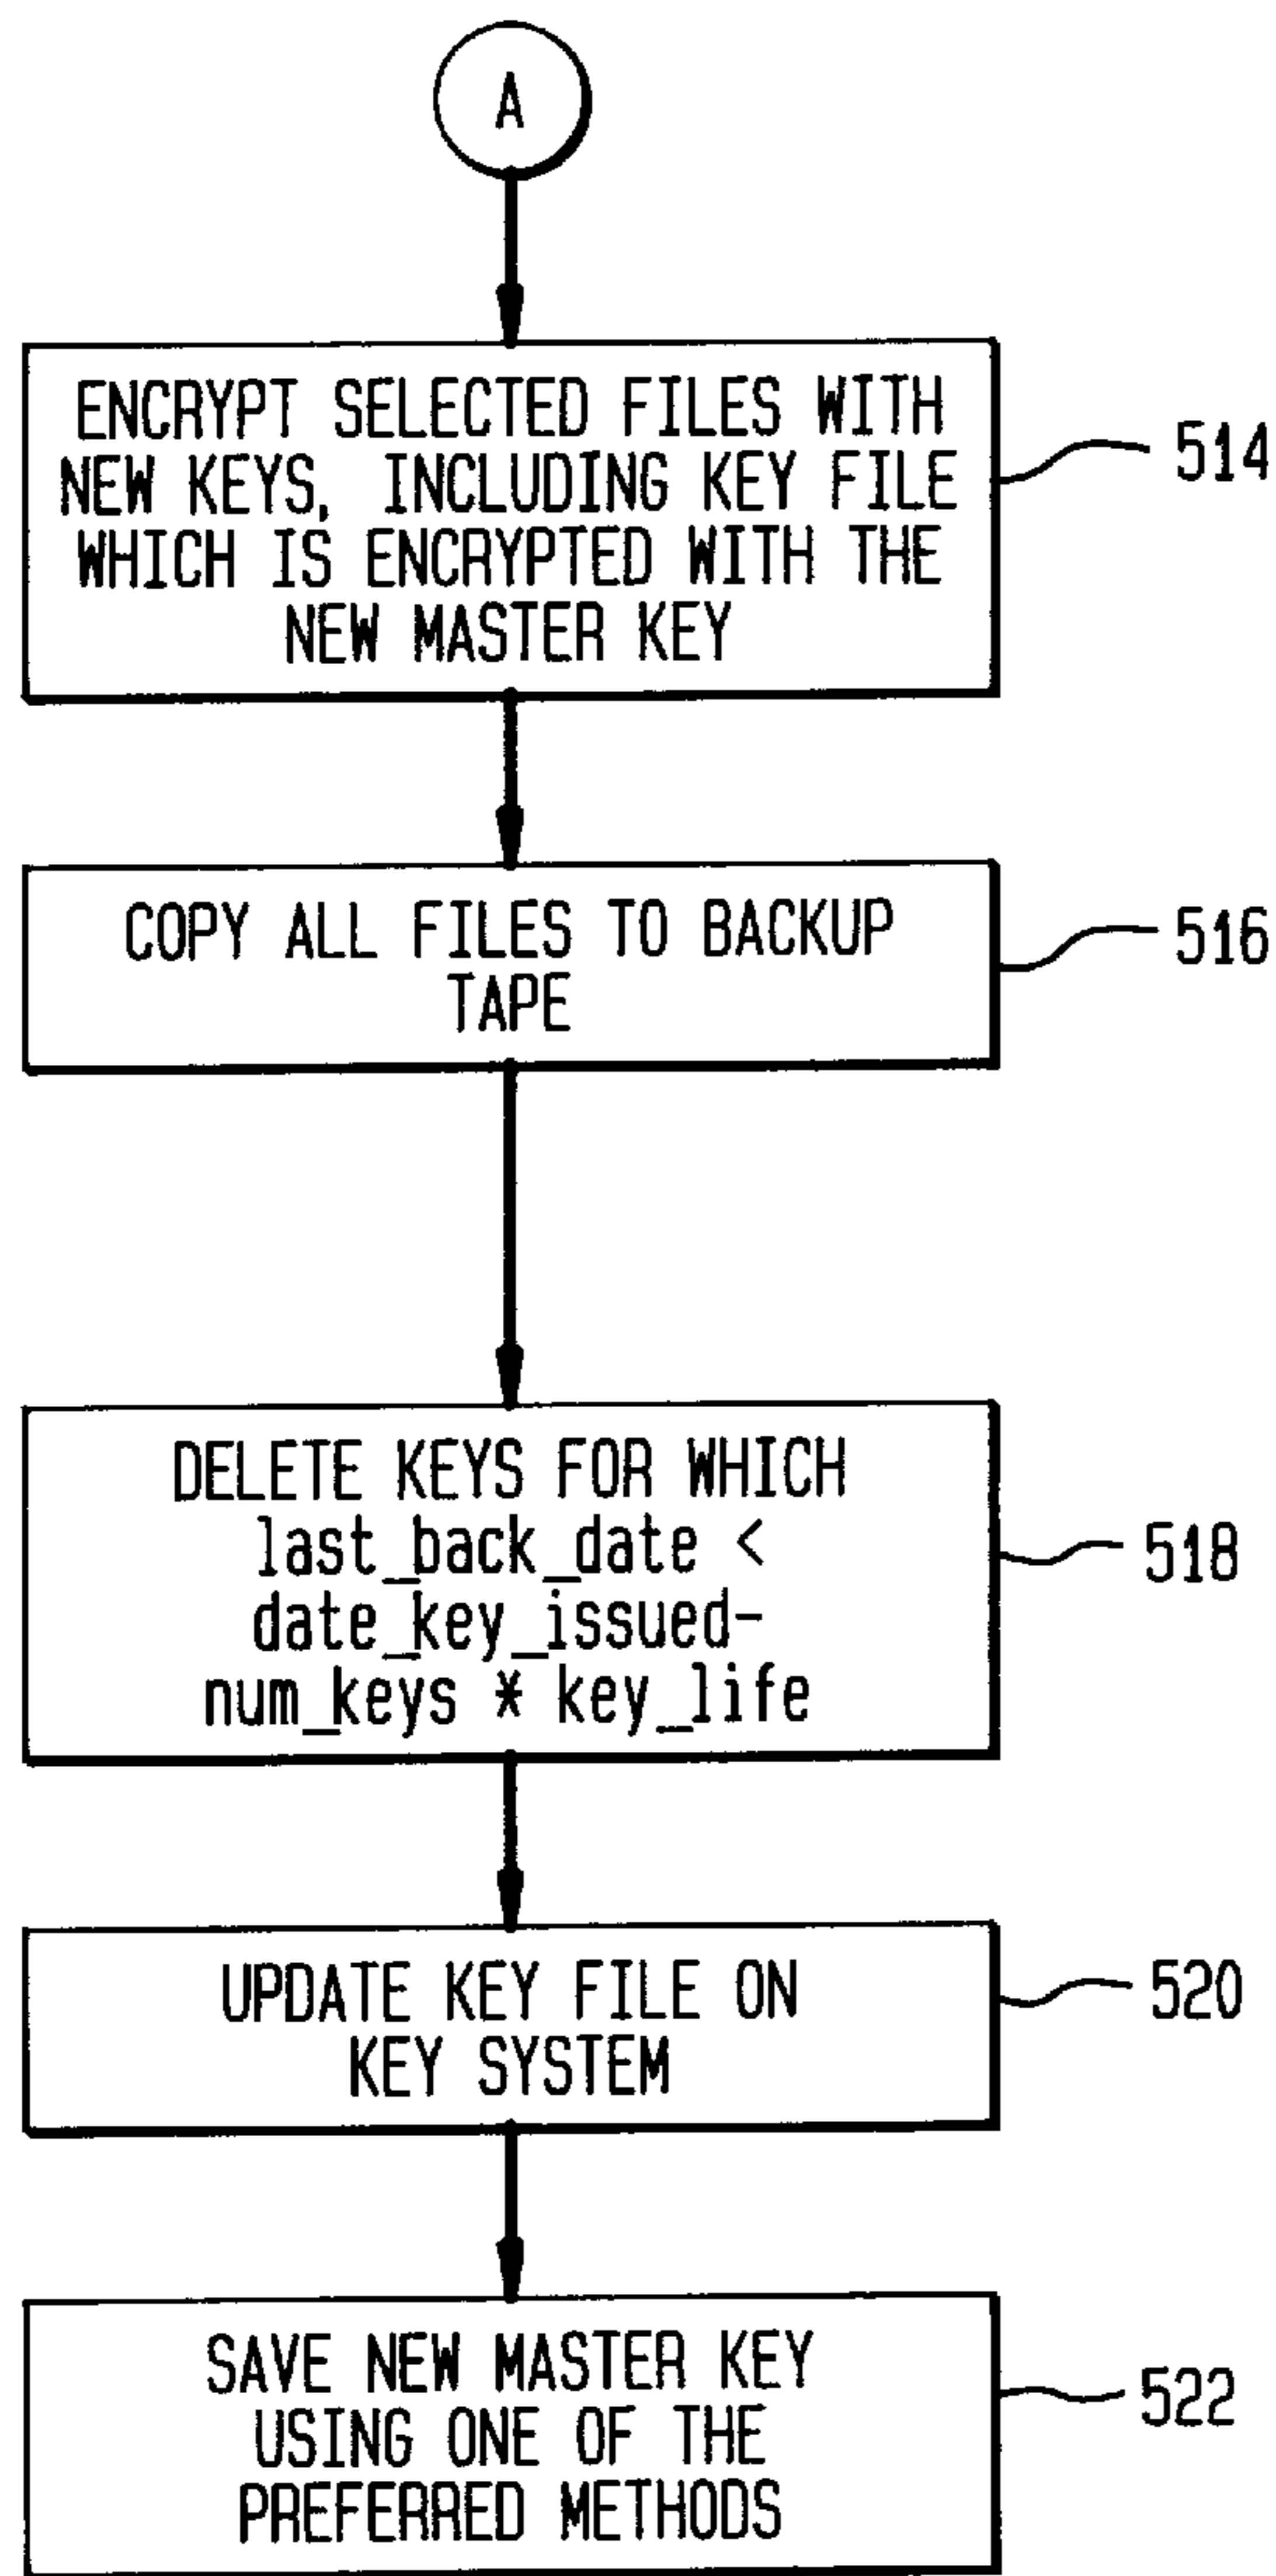 A
ENCRYPT SELECTED FILES WITH
NEW KEYS, INCLUDING KEY FILE
WHICH IS ENCRYPTED WITH THE
NEW MASTER KEY
514
COPY ALL FILES TO BACKUP
TAPE
516
DELETE KEYS FOR WHICH
last_back_date <
date_key_issued-
num_keys * key_life
518
UPDATE KEY FILE ON
KEY SYSTEM
520
SAVE NEW MASTER KEY
USING ONE OF THE
PREFERRED METHODS
522